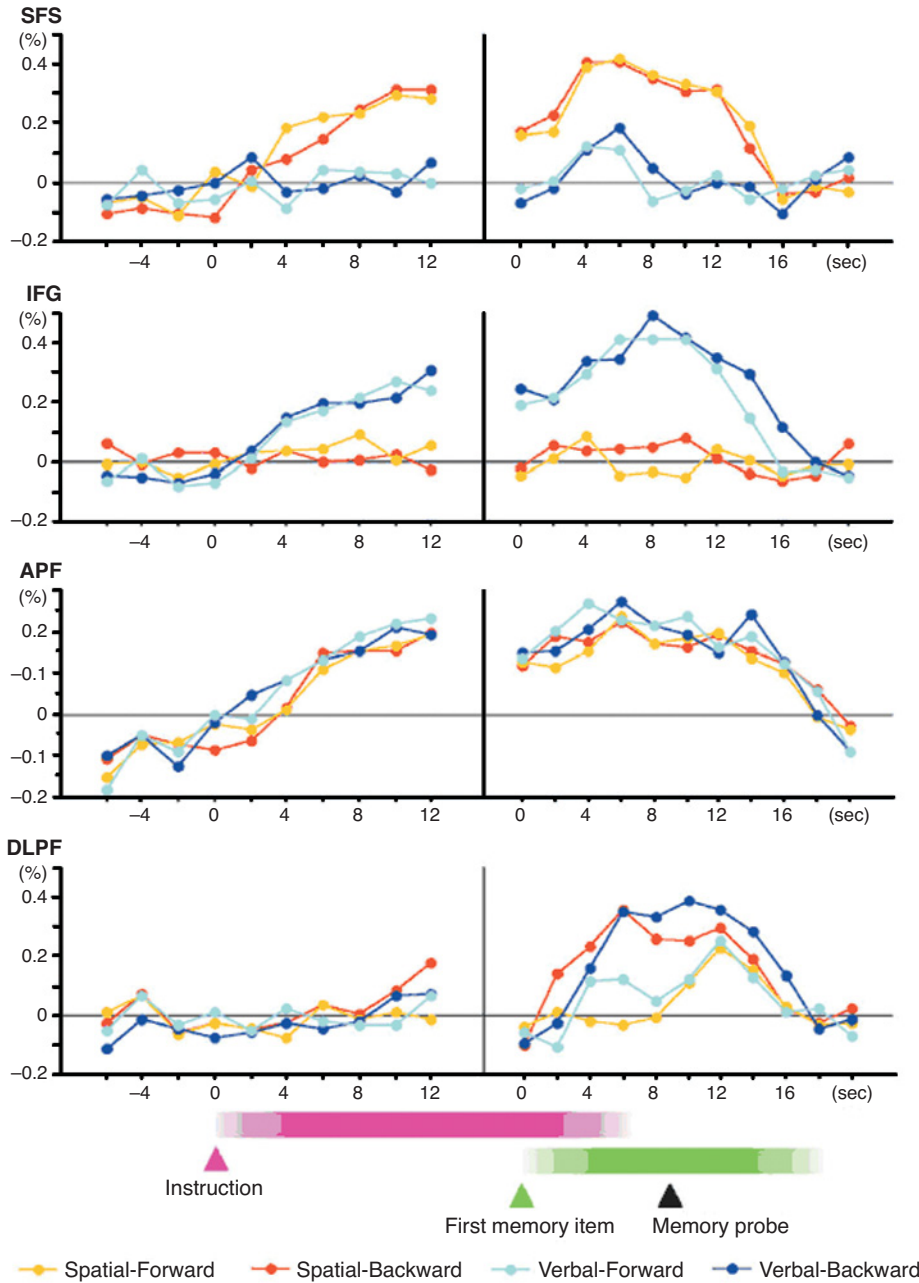 SFS
(%)
0.4
0.2
0
−0.2
−4 0 4 8 12 0 4 8 12 16 (sec)
IFG
(%)
0.4
0.2
0
−0.2
−4 0 4 8 12 0 4 8 12 16 (sec)
APF
(%)
0.2
−0.1
0
−0.1
−0.2
−4 0 4 8 12 0 4 8 12 16 (sec)
DLPF
(%)
0.4
0.2
0
−0.2
−4 0 4 8 12 0 4 8 12 16 (sec)
Instruction
First memory item Memory probe
Spatial-Forward Spatial-Backward Verbal-Forward Verbal-Backward